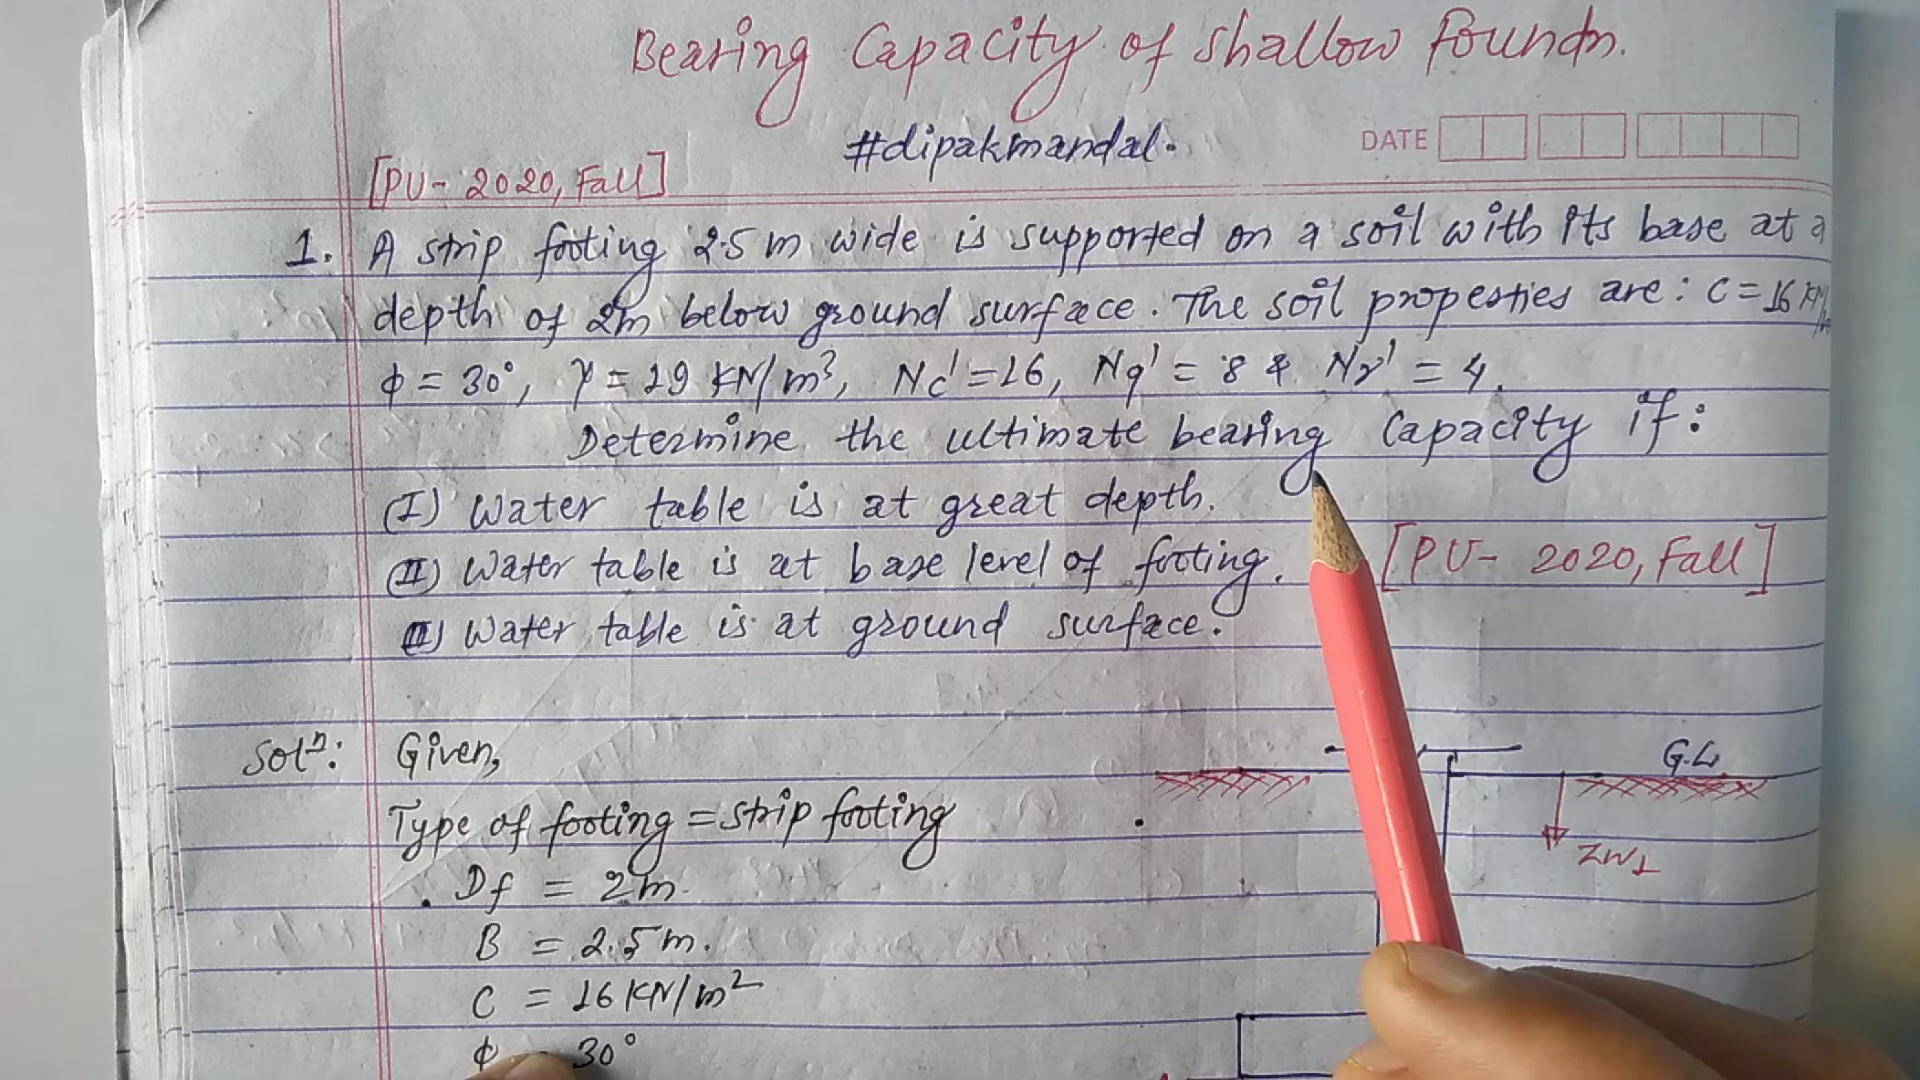 Bearing Capacity of shallow foundn.
#dipakmandal.
DATE
[PU- 2020, Fall]
1. A strip footing 2.5 m wide is supported on a soil with its base at a
depth of 2m below ground surface. The soil properties are: C = 16 KN/m
φ = 30°, γ = 19 KN/m³, Nc' = 16, Nq' = 8 & Nγ' = 4.
Determine the ultimate bearing Capacity if:
(I) Water table is at great depth.
(II) Water table is at base level of footing. [PU- 2020, Fall]
(III) Water table is at ground surface.
Solⁿ: Given,
G.L
Type of footing = strip footing
ZW1
Df = 2m
B = 2.5 m.
C = 16 KN/m²
φ = 30°